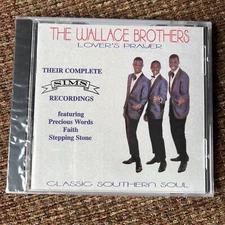 THE WALLACE BROTHERS
LOVER'S PRAYER
THEIR COMPLETE
SIMS
RECORDINGS
featuring
Precious Words
Faith
Stepping Stone
CLASSIC SOUTHERN SOUL